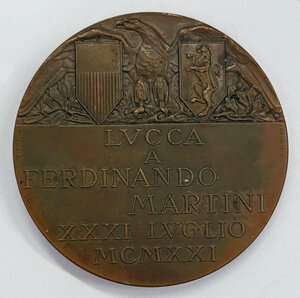 LVCCA
A
FERDINANDO
MARTINI
XXXI LVGLIO
MCMXXI